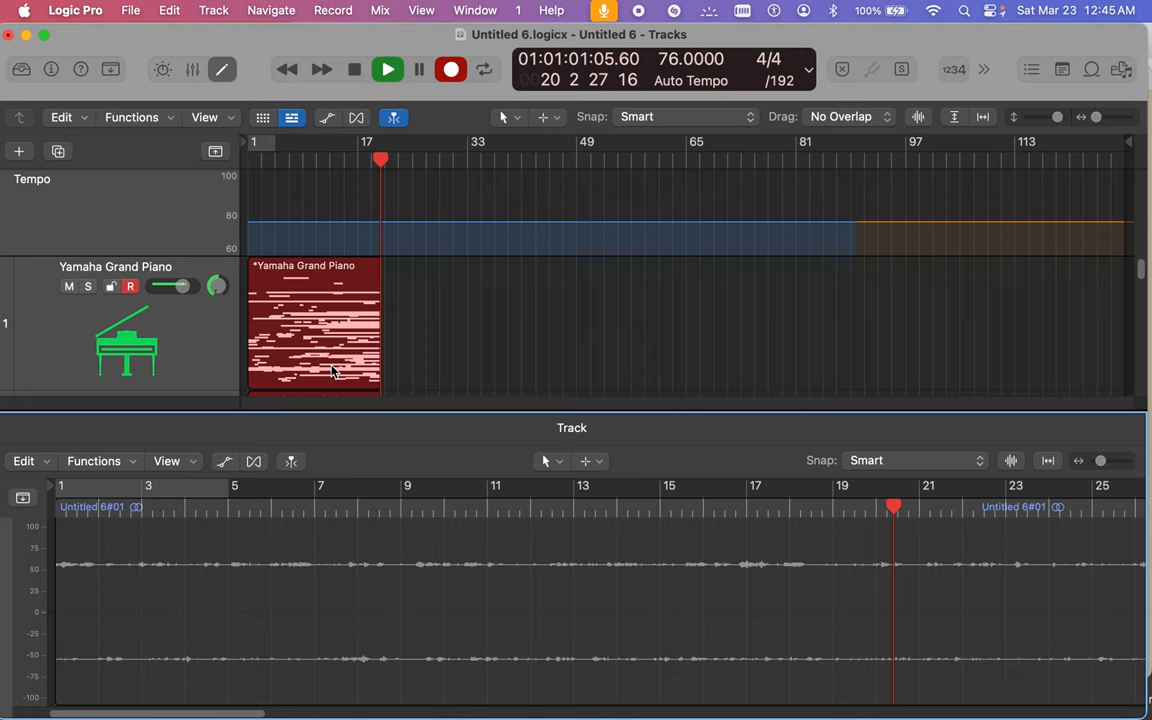 Logic Pro File Edit Track Navigate Record Mix View Window 1 Help 100% Sat Mar 23 12:45 AM
Untitled 6.logicx - Untitled 6 - Tracks
01:01:01:05.60 76.0000 4/4
0020 2 27 16 Auto Tempo /192
1234
Edit Functions View Snap: Smart Drag: No Overlap
1 17 33 49 65 81 97 113
Tempo 100
80
60
Yamaha Grand Piano *Yamaha Grand Piano
M S R
1
Track
Edit Functions View Snap: Smart
1 3 5 7 9 11 13 15 17 19 21 23 25
Untitled 6#01 Untitled 6#01
100
75
50
25
0
-25
-50
-75
-100